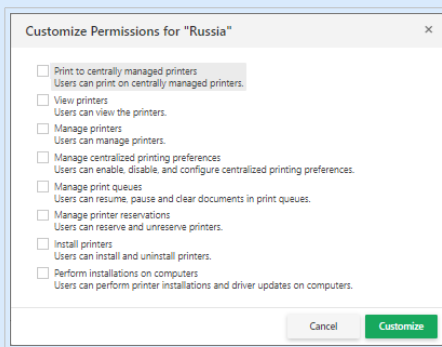 Customize Permissions for "Russia"
×
Print to centrally managed printers
Users can print on centrally managed printers.
View printers
Users can view the printers.
Manage printers
Users can manage printers.
Manage centralized printing preferences
Users can enable, disable, and configure centralized printing preferences.
Manage print queues
Users can resume, pause and clear documents in print queues.
Manage printer reservations
Users can reserve and unreserve printers.
Install printers
Users can install and uninstall printers.
Perform installations on computers
Users can perform printer installations and driver updates on computers.
Cancel
Customize